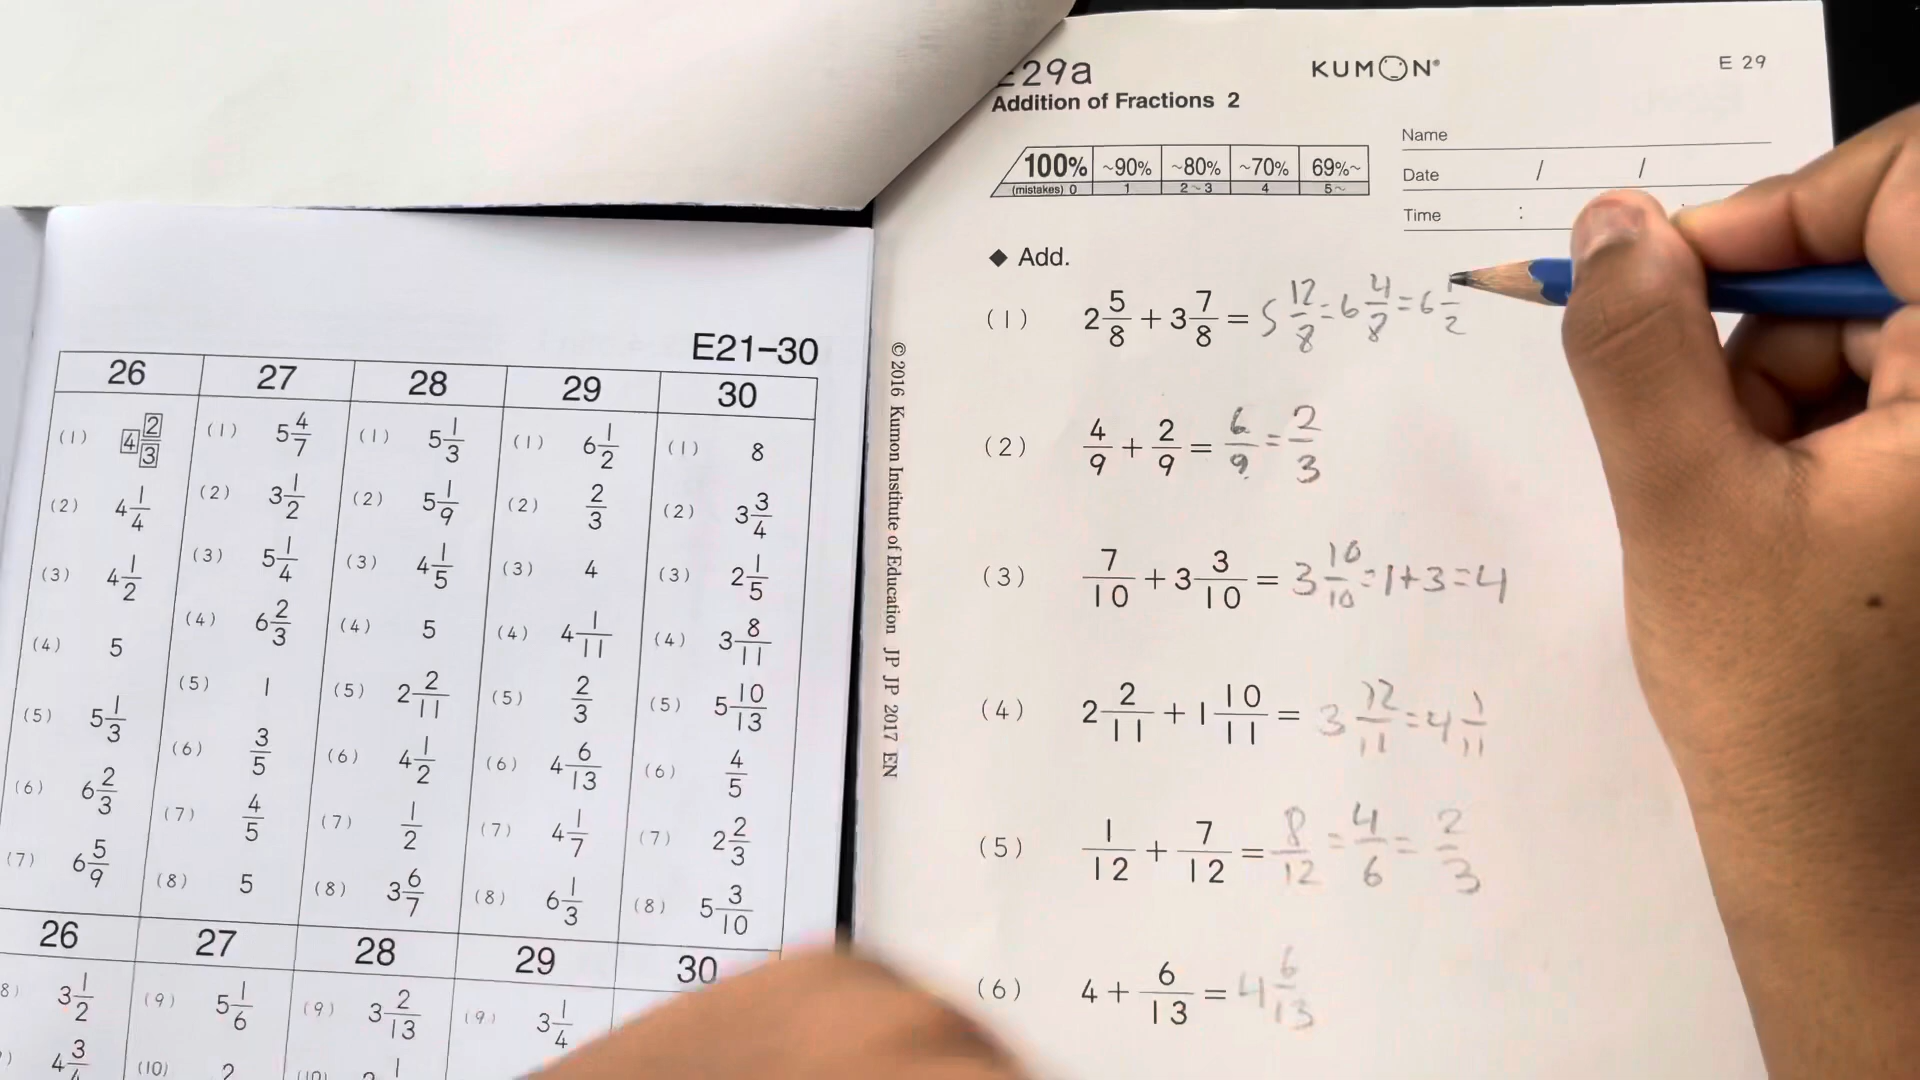 E21-30
26 27 28 29 30
(1) 4 2/3 (1) 5 4/7 (1) 5 1/3 (1) 6 1/2 (1) 8
(2) 4 1/4 (2) 3 1/2 (2) 5 1/9 (2) 2/3 (2) 3 3/4
(3) 4 1/2 (3) 5 1/4 (3) 4 1/5 (3) 4 (3) 2 1/5
(4) 5 (4) 6 2/3 (4) 5 (4) 4 1/11 (4) 3 8/11
(5) 5 1/3 (5) 1 (5) 2 2/11 (5) 2/3 (5) 5 10/13
(6) 6 2/3 (6) 3/5 (6) 4 1/2 (6) 4 6/13 (6) 4/5
(7) 6 5/9 (7) 4/5 (7) 1/2 (7) 4 1/7 (7) 2 2/3
(8) 5 (8) 3 6/7 (8) 6 1/3 (8) 5 3/10
26 27 28 29 30
8) 3 1/2 (9) 5 1/6 (9) 3 2/13 (9) 3 1/4
) 4 3/4 (10) 2 (10)
© 2016 Kumon Institute of Education JP JP 2017 EN
E29a
KUMON®
E 29
Addition of Fractions 2
100% ~90% ~80% ~70% 69%~
(mistakes) 0 1 2~3 4 5~
Name
Date / /
Time :
◆ Add.
(1) 2 5/8 + 3 7/8 = 5 12/8 = 6 4/8 = 6 1/2
(2) 4/9 + 2/9 = 6/9 = 2/3
(3) 7/10 + 3 3/10 = 3 10/10 = 1+3 = 4
(4) 2 2/11 + 1 10/11 = 3 12/11 = 4 1/11
(5) 1/12 + 7/12 = 8/12 = 4/6 = 2/3
(6) 4 + 6/13 = 4 6/13